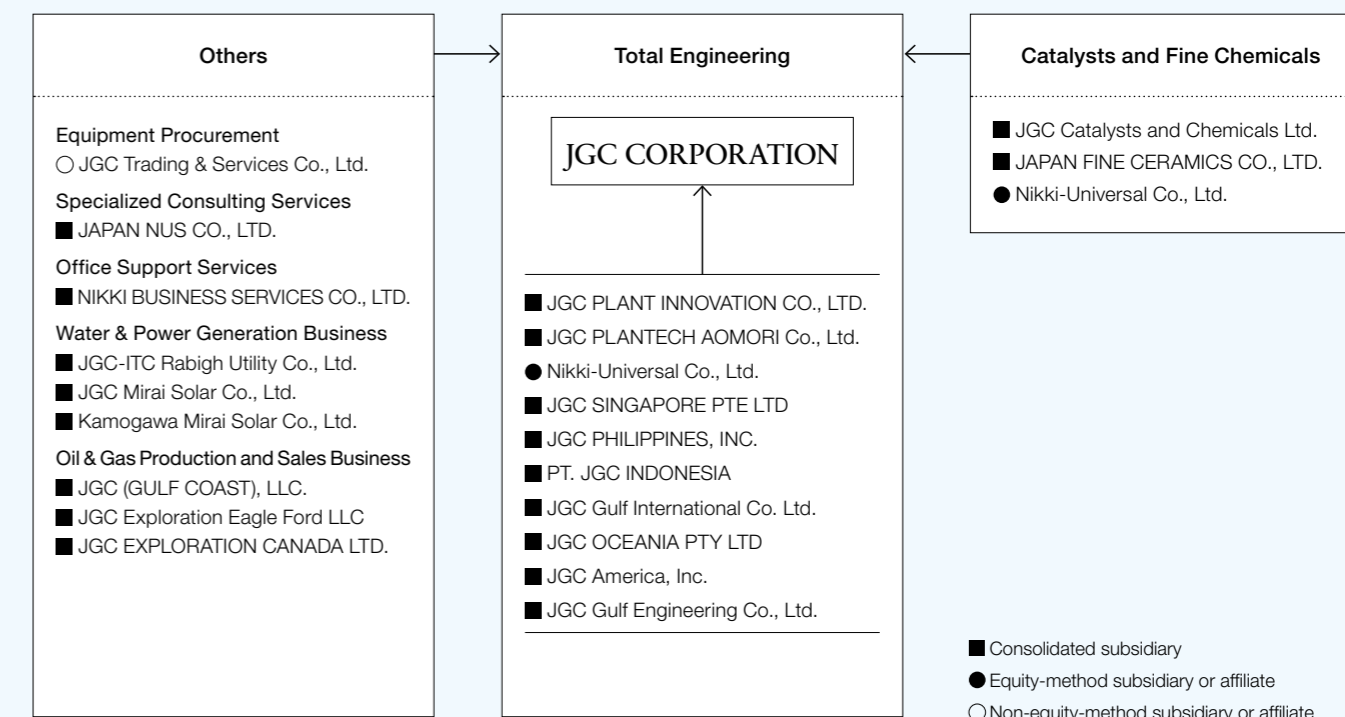 Others
Equipment Procurement
○ JGC Trading & Services Co., Ltd.
Specialized Consulting Services
■ JAPAN NUS CO., LTD.
Office Support Services
■ NIKKI BUSINESS SERVICES CO., LTD.
Water & Power Generation Business
■ JGC-ITC Rabigh Utility Co., Ltd.
■ JGC Mirai Solar Co., Ltd.
■ Kamogawa Mirai Solar Co., Ltd.
Oil & Gas Production and Sales Business
■ JGC (GULF COAST), LLC.
■ JGC Exploration Eagle Ford LLC
■ JGC EXPLORATION CANADA LTD.
Total Engineering
JGC CORPORATION
■ JGC PLANT INNOVATION CO., LTD.
■ JGC PLANTECH AOMORI Co., Ltd.
● Nikki-Universal Co., Ltd.
■ JGC SINGAPORE PTE LTD
■ JGC PHILIPPINES, INC.
■ PT. JGC INDONESIA
■ JGC Gulf International Co. Ltd.
■ JGC OCEANIA PTY LTD
■ JGC America, Inc.
■ JGC Gulf Engineering Co., Ltd.
Catalysts and Fine Chemicals
■ JGC Catalysts and Chemicals Ltd.
■ JAPAN FINE CERAMICS CO., LTD.
● Nikki-Universal Co., Ltd.
■ Consolidated subsidiary
● Equity-method subsidiary or affiliate
○ Non-equity-method subsidiary or affiliate